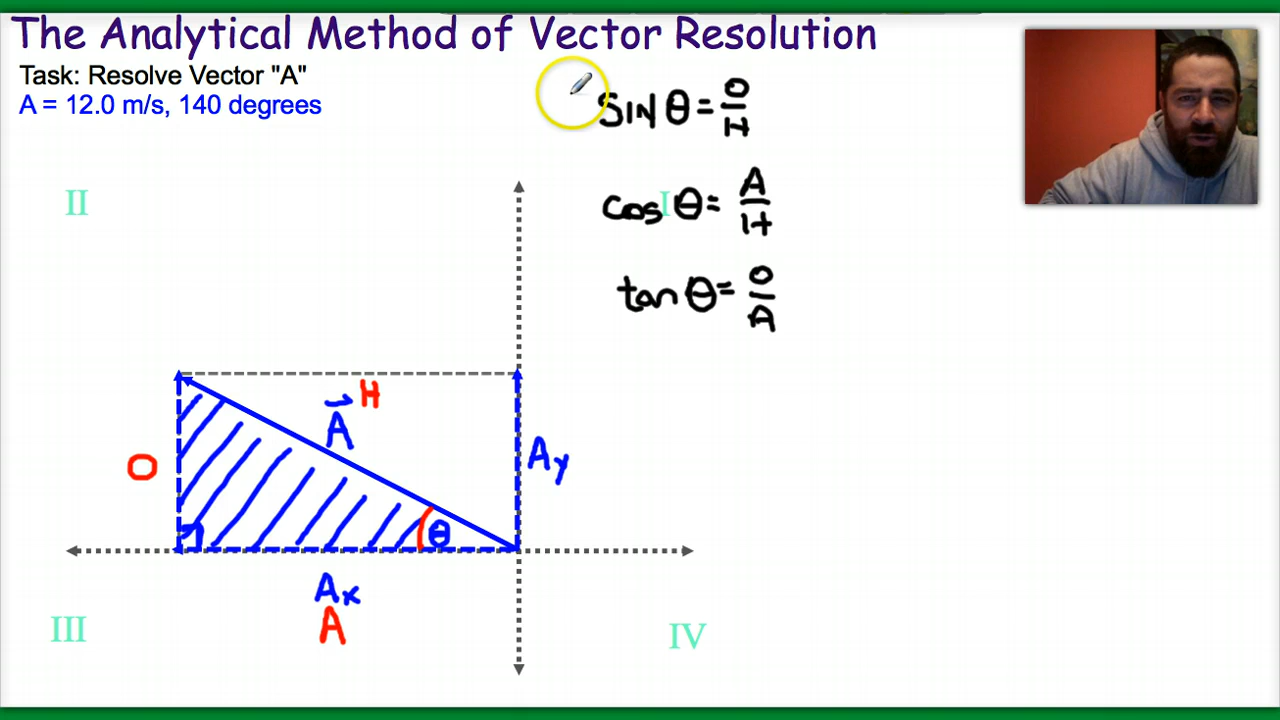 The Analytical Method of Vector Resolution
Task: Resolve Vector "A"
A = 12.0 m/s, 140 degrees
SIN θ = O/H
II
I
cos θ = A/H
tan θ = O/A
H
A
O
Ay
θ
Ax
A
III
IV